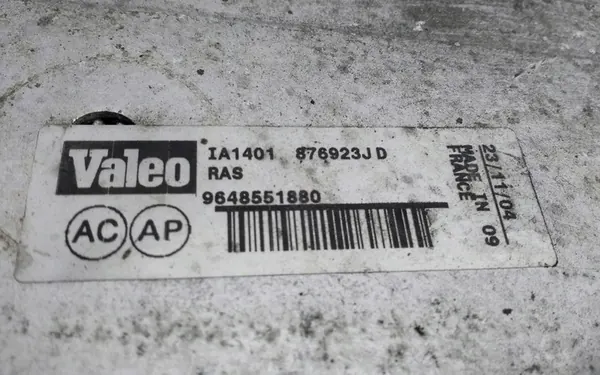 Valeo
IA1401 876923J D
RAS
9648551880
AC AP
23/11/04
MADE IN 09
FRANCE